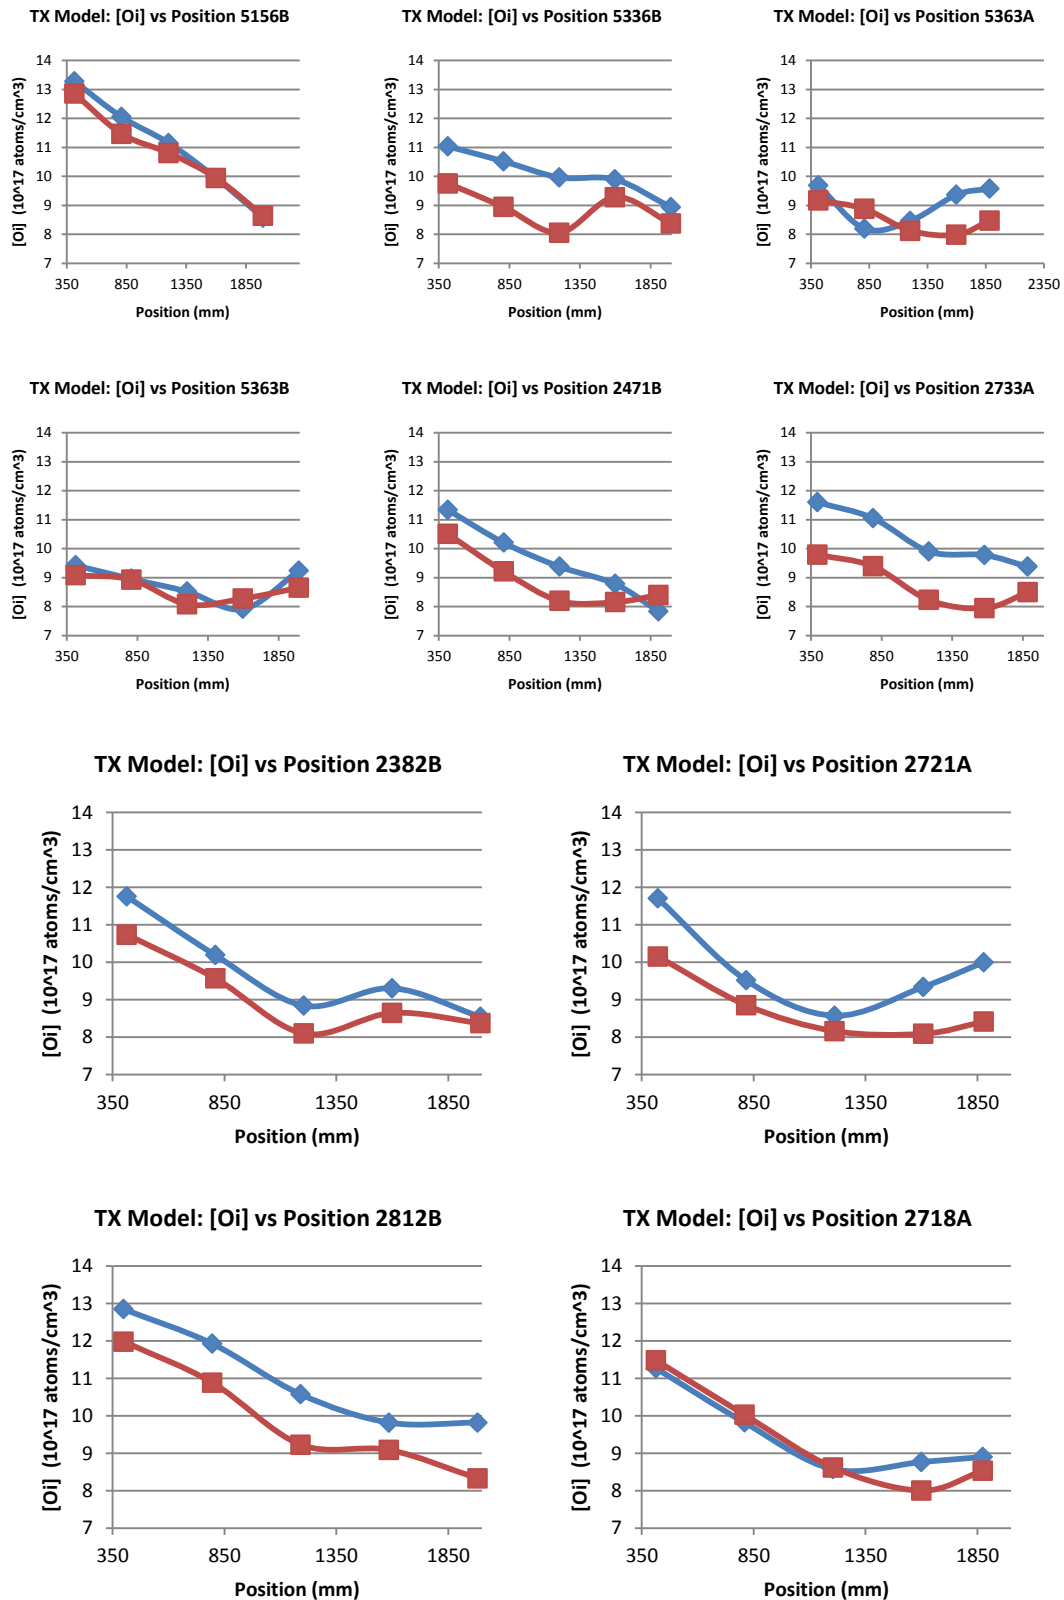 TX Model: [Oi] vs Position 5156B
[Oi] (10^17 atoms/cm^3)
14
13
12
11
10
9
8
7
350 850 1350 1850
Position (mm)
TX Model: [Oi] vs Position 5336B
[Oi] (10^17 atoms/cm^3)
14
13
12
11
10
9
8
7
350 850 1350 1850
Position (mm)
TX Model: [Oi] vs Position 5363A
[Oi] (10^17 atoms/cm^3)
14
13
12
11
10
9
8
7
350 850 1350 1850 2350
Position (mm)
TX Model: [Oi] vs Position 5363B
[Oi] (10^17 atoms/cm^3)
14
13
12
11
10
9
8
7
350 850 1350 1850
Position (mm)
TX Model: [Oi] vs Position 2471B
[Oi] (10^17 atoms/cm^3)
14
13
12
11
10
9
8
7
350 850 1350 1850
Position (mm)
TX Model: [Oi] vs Position 2733A
[Oi] (10^17 atoms/cm^3)
14
13
12
11
10
9
8
7
350 850 1350 1850
Position (mm)
TX Model: [Oi] vs Position 2382B
[Oi] (10^17 atoms/cm^3)
14
13
12
11
10
9
8
7
350 850 1350 1850
Position (mm)
TX Model: [Oi] vs Position 2721A
[Oi] (10^17 atoms/cm^3)
14
13
12
11
10
9
8
7
350 850 1350 1850
Position (mm)
TX Model: [Oi] vs Position 2812B
[Oi] (10^17 atoms/cm^3)
14
13
12
11
10
9
8
7
350 850 1350 1850
Position (mm)
TX Model: [Oi] vs Position 2718A
[Oi] (10^17 atoms/cm^3)
14
13
12
11
10
9
8
7
350 850 1350 1850
Position (mm)